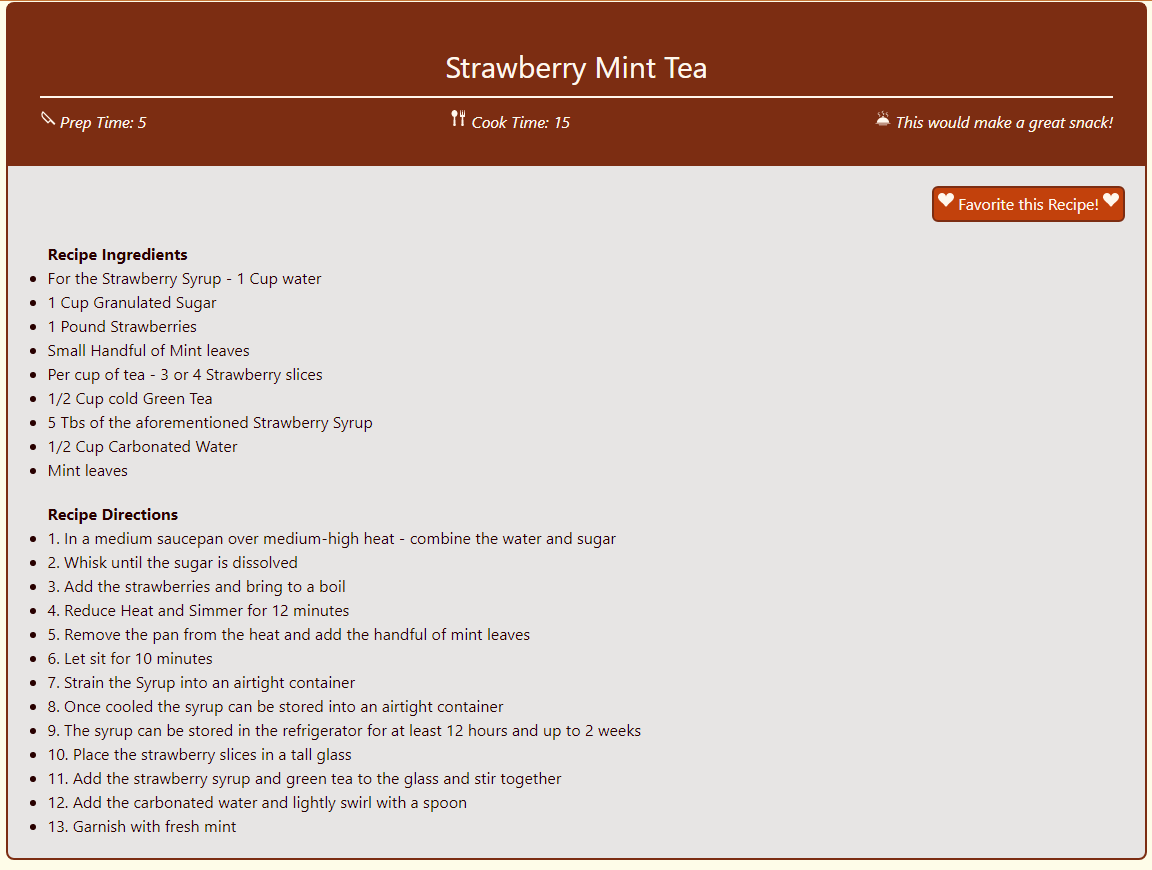 Strawberry Mint Tea
Prep Time: 5
Cook Time: 15
This would make a great snack!
Favorite this Recipe!
Recipe Ingredients
For the Strawberry Syrup - 1 Cup water
1 Cup Granulated Sugar
1 Pound Strawberries
Small Handful of Mint leaves
Per cup of tea - 3 or 4 Strawberry slices
1/2 Cup cold Green Tea
5 Tbs of the aforementioned Strawberry Syrup
1/2 Cup Carbonated Water
Mint leaves
Recipe Directions
1. In a medium saucepan over medium-high heat - combine the water and sugar
2. Whisk until the sugar is dissolved
3. Add the strawberries and bring to a boil
4. Reduce Heat and Simmer for 12 minutes
5. Remove the pan from the heat and add the handful of mint leaves
6. Let sit for 10 minutes
7. Strain the Syrup into an airtight container
8. Once cooled the syrup can be stored into an airtight container
9. The syrup can be stored in the refrigerator for at least 12 hours and up to 2 weeks
10. Place the strawberry slices in a tall glass
11. Add the strawberry syrup and green tea to the glass and stir together
12. Add the carbonated water and lightly swirl with a spoon
13. Garnish with fresh mint